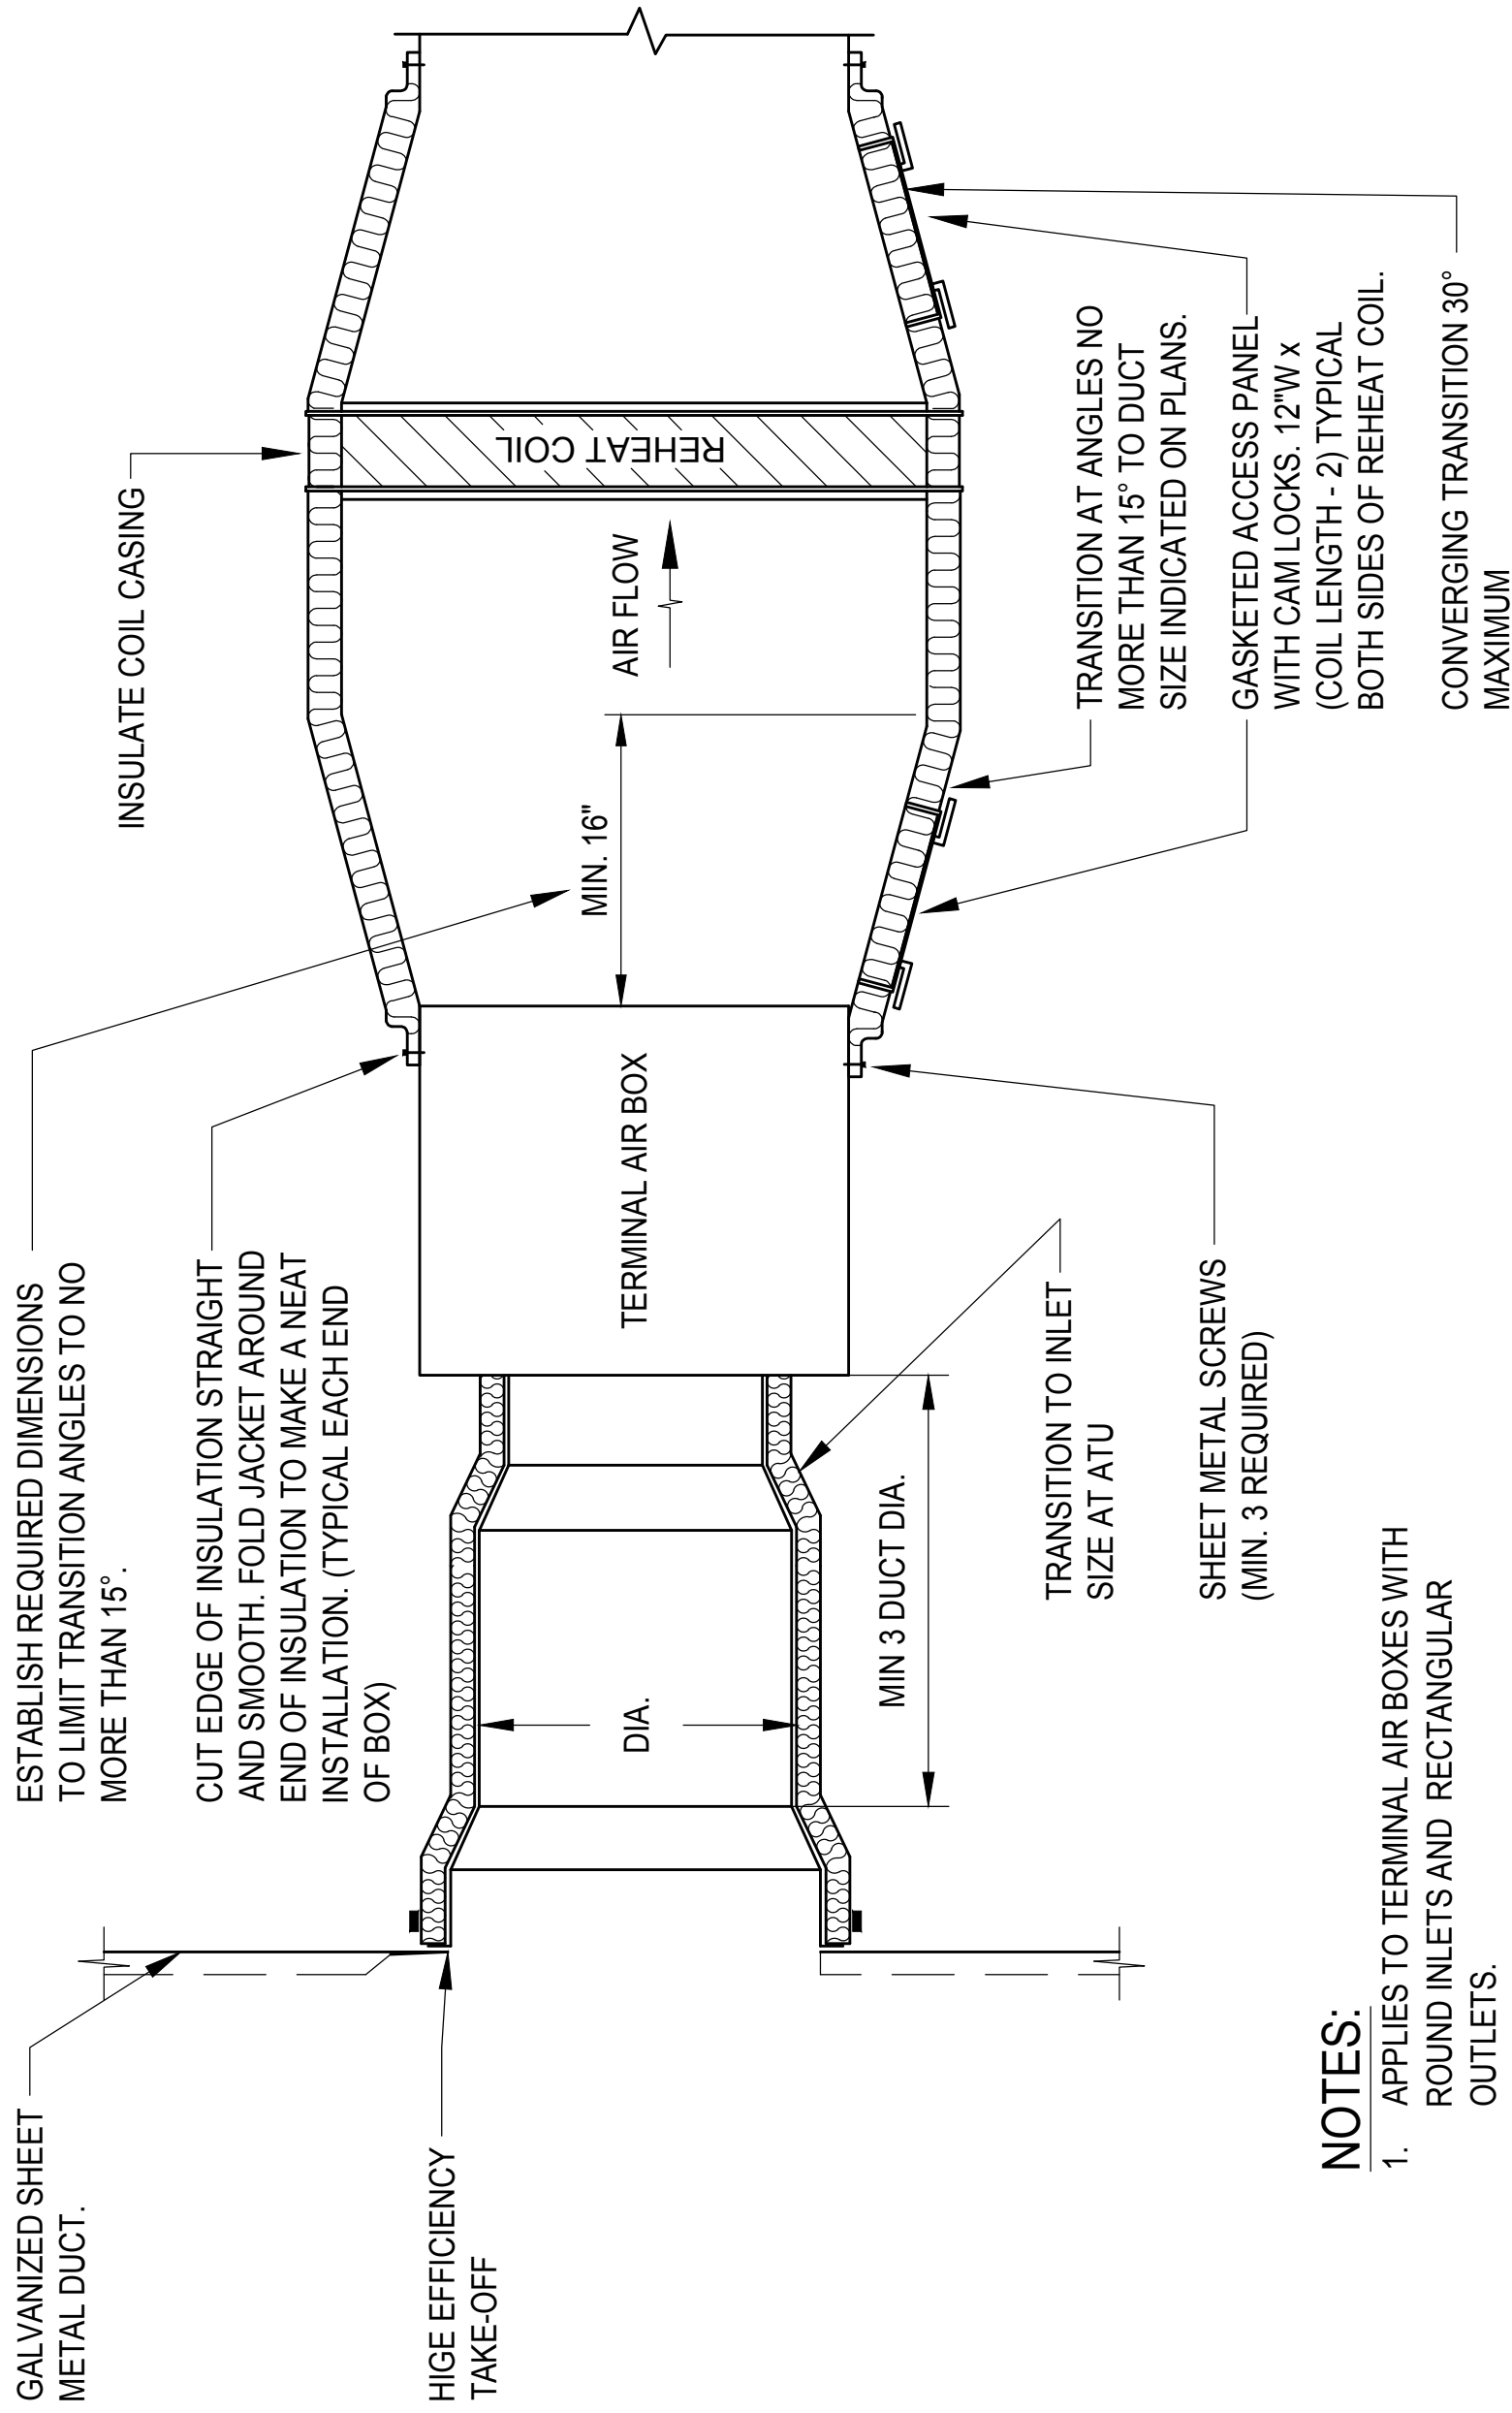 GALVANIZED SHEET
METAL DUCT.
ESTABLISH REQUIRED DIMENSIONS
TO LIMIT TRANSITION ANGLES TO NO
MORE THAN 15°.
CUT EDGE OF INSULATION STRAIGHT
AND SMOOTH. FOLD JACKET AROUND
END OF INSULATION TO MAKE A NEAT
INSTALLATION. (TYPICAL EACH END
OF BOX)
INSULATE COIL CASING
HIGE EFFICIENCY
TAKE-OFF
DIA.
TERMINAL AIR BOX
MIN. 16"
AIR FLOW
REHEAT COIL
MIN 3 DUCT DIA.
TRANSITION TO INLET
SIZE AT ATU
SHEET METAL SCREWS
(MIN. 3 REQUIRED)
TRANSITION AT ANGLES NO
MORE THAN 15° TO DUCT
SIZE INDICATED ON PLANS.
GASKETED ACCESS PANEL
WITH CAM LOCKS. 12"W x
(COIL LENGTH - 2) TYPICAL
BOTH SIDES OF REHEAT COIL.
CONVERGING TRANSITION 30°
MAXIMUM
NOTES:
1. APPLIES TO TERMINAL AIR BOXES WITH
ROUND INLETS AND RECTANGULAR
OUTLETS.